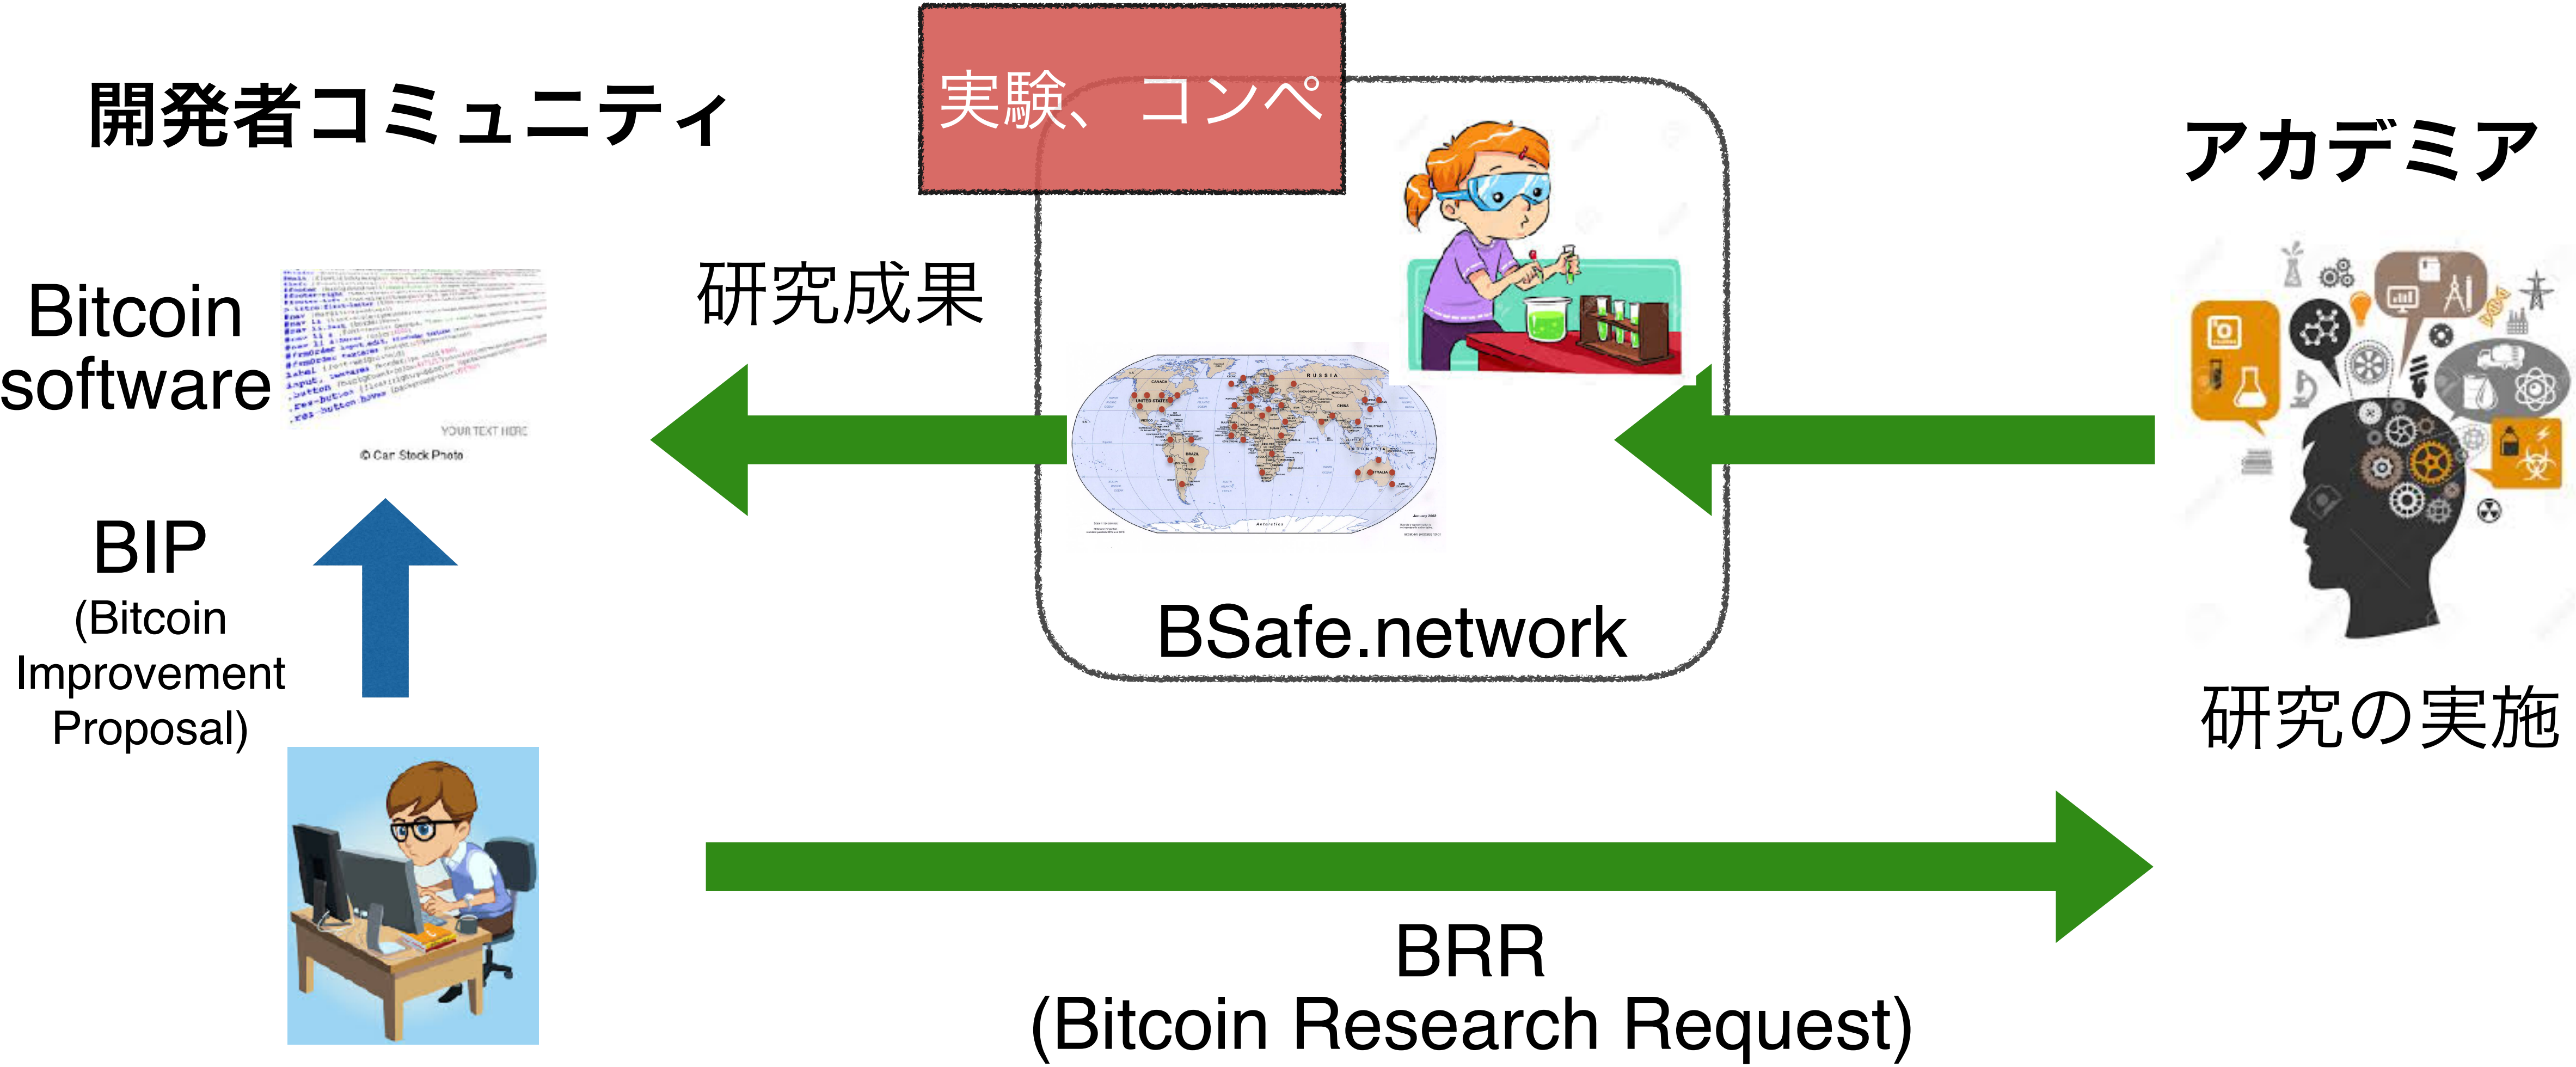 実験、コンペ
開発者コミュニティ
アカデミア
研究成果
Bitcoin
software
YOUR TEXT HERE
© Can Stock Photo
BSafe.network
BIP
(Bitcoin
Improvement
Proposal)
研究の実施
BRR
(Bitcoin Research Request)